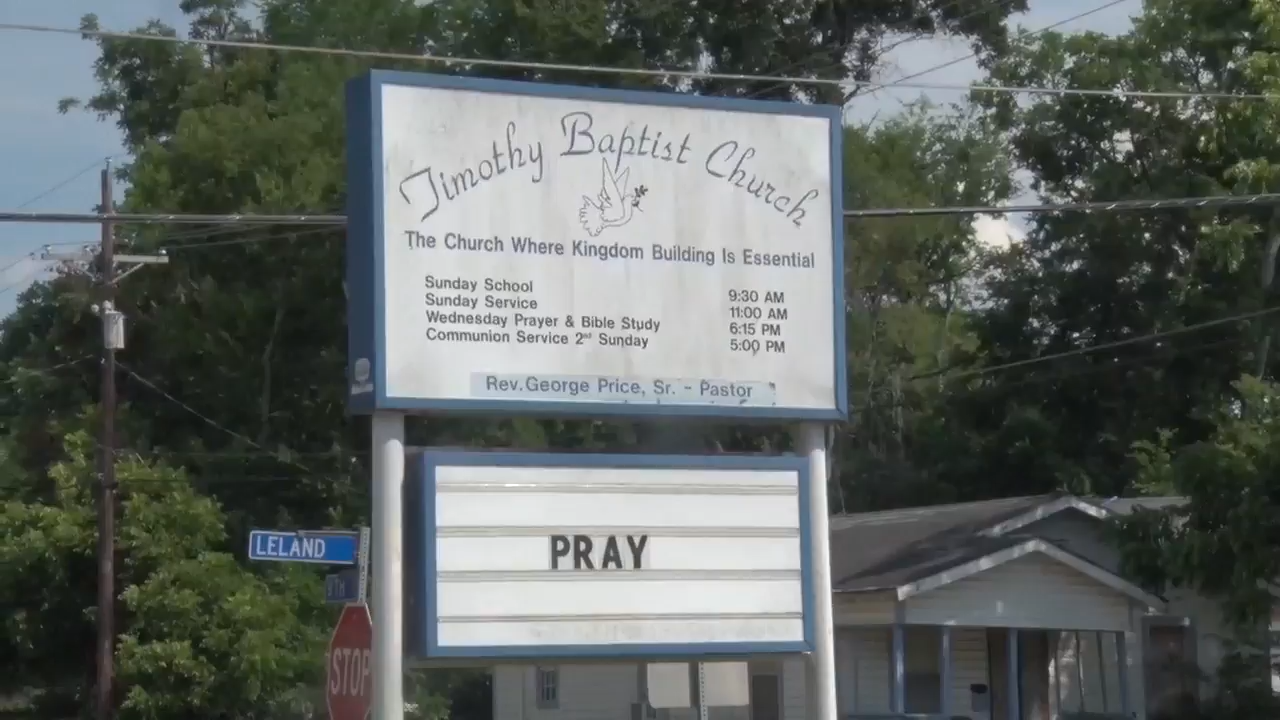 Timothy Baptist Church
The Church Where Kingdom Building Is Essential
Sunday School 9:30 AM
Sunday Service 11:00 AM
Wednesday Prayer & Bible Study 6:15 PM
Communion Service 2nd Sunday 5:00 PM
Rev. George Price, Sr. - Pastor
PRAY
LELAND
9TH
STOP